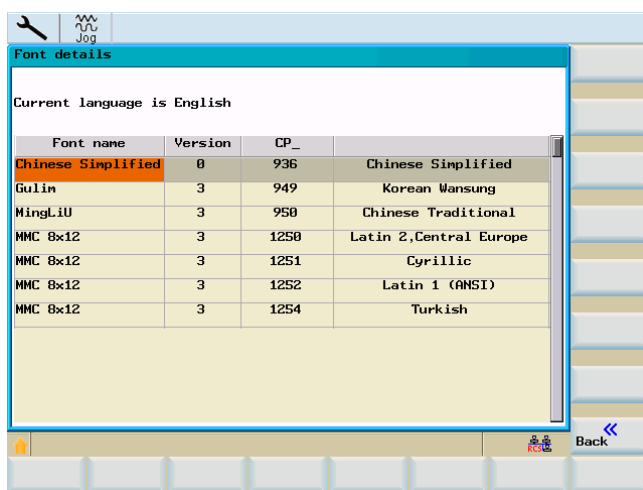 Jog
Font details
Current language is English
Font name Version CP_
Chinese Simplified 0 936 Chinese Simplified
Gulim 3 949 Korean Wansung
MingLiU 3 950 Chinese Traditional
MMC 8x12 3 1250 Latin 2,Central Europe
MMC 8x12 3 1251 Cyrillic
MMC 8x12 3 1252 Latin 1 (ANSI)
MMC 8x12 3 1254 Turkish
RCS
Back